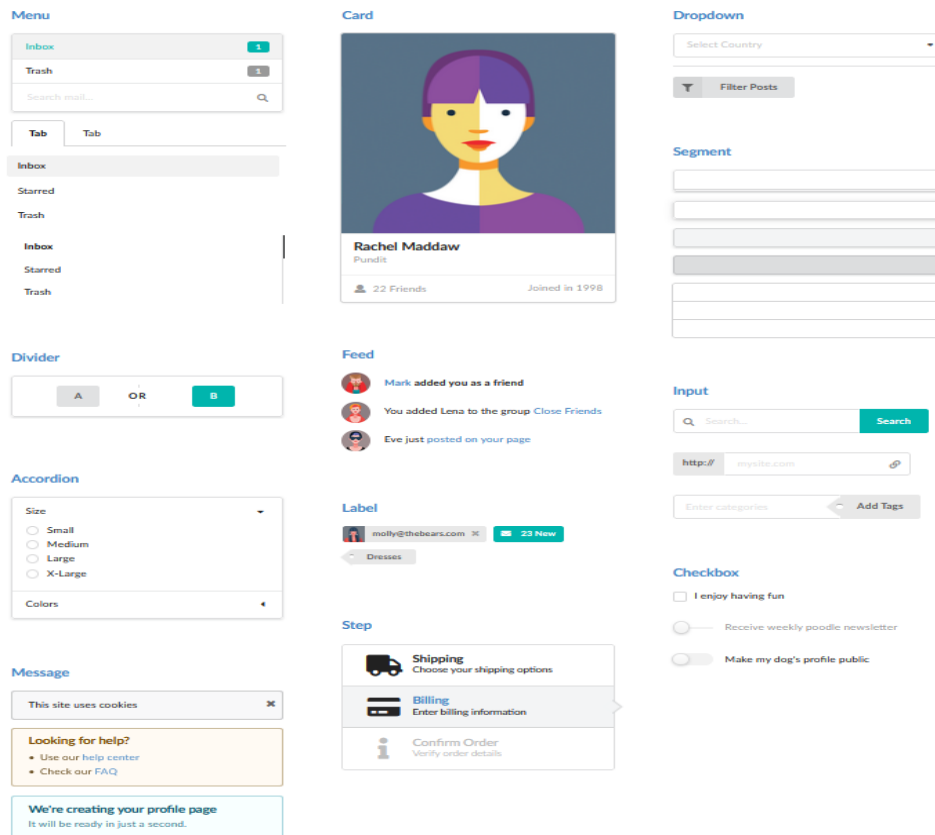 Menu
Inbox 1
Trash 1
Search mail...
Tab Tab
Inbox
Starred
Trash
Inbox
Starred
Trash
Divider
A OR B
Accordion
Size
Small
Medium
Large
X-Large
Colors
Message
This site uses cookies
Looking for help?
• Use our help center
• Check our FAQ
We're creating your profile page
It will be ready in just a second.
Card
Rachel Maddaw
Pundit
22 Friends Joined in 1998
Feed
Mark added you as a friend
You added Lena to the group Close Friends
Eve just posted on your page
Label
molly@thebears.com 23 New
Dresses
Step
Shipping
Choose your shipping options
Billing
Enter billing information
Confirm Order
Verify order details
Dropdown
Select Country
Filter Posts
Segment
Input
Search... Search
http:// mysite.com
Enter categories Add Tags
Checkbox
I enjoy having fun
Receive weekly poodle newsletter
Make my dog's profile public